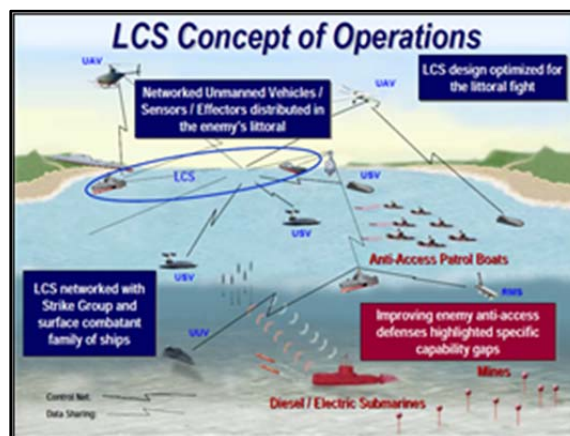 LCS Concept of Operations
UAV
Networked Unmanned Vehicles /
Sensors / Effectors distributed in
the enemy's littoral
UAV
LCS design optimized for
the littoral fight
LCS
USV
USV
Anti-Access Patrol Boats
USV
RMS
LCS networked with
Strike Group and
surface combatant
family of ships
UUV
Improving enemy anti-access
defenses highlighted specific
capability gaps
Mines
Control Net:
Data Sharing:
Diesel / Electric Submarines